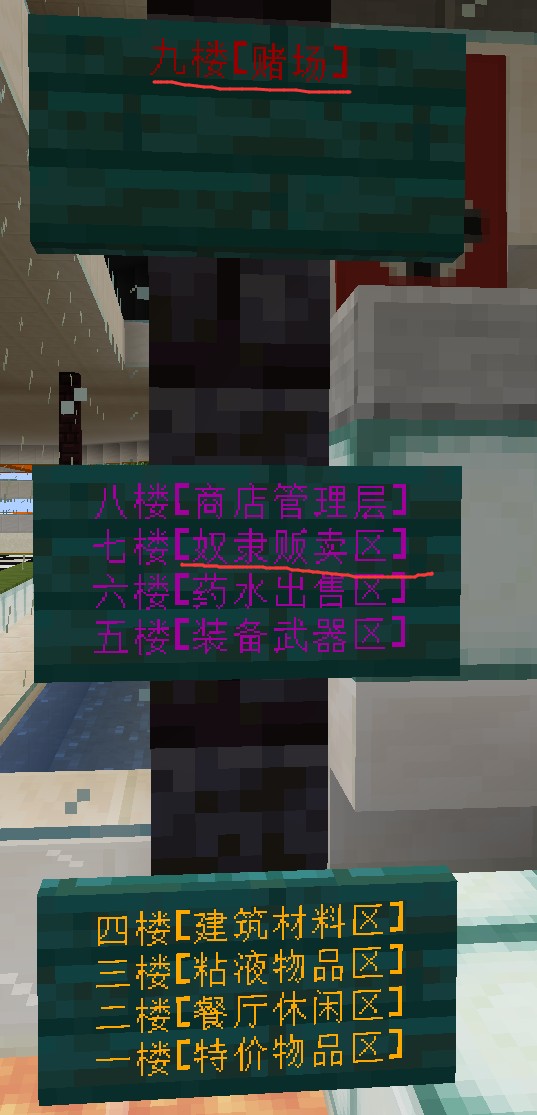 九楼[赌场]
八楼[商店管理层]
七楼[奴隶贩卖区]
六楼[药水出售区]
五楼[装备武器区]
四楼[建筑材料区]
三楼[粘液物品区]
二楼[餐厅休闲区]
一楼[特价物品区]